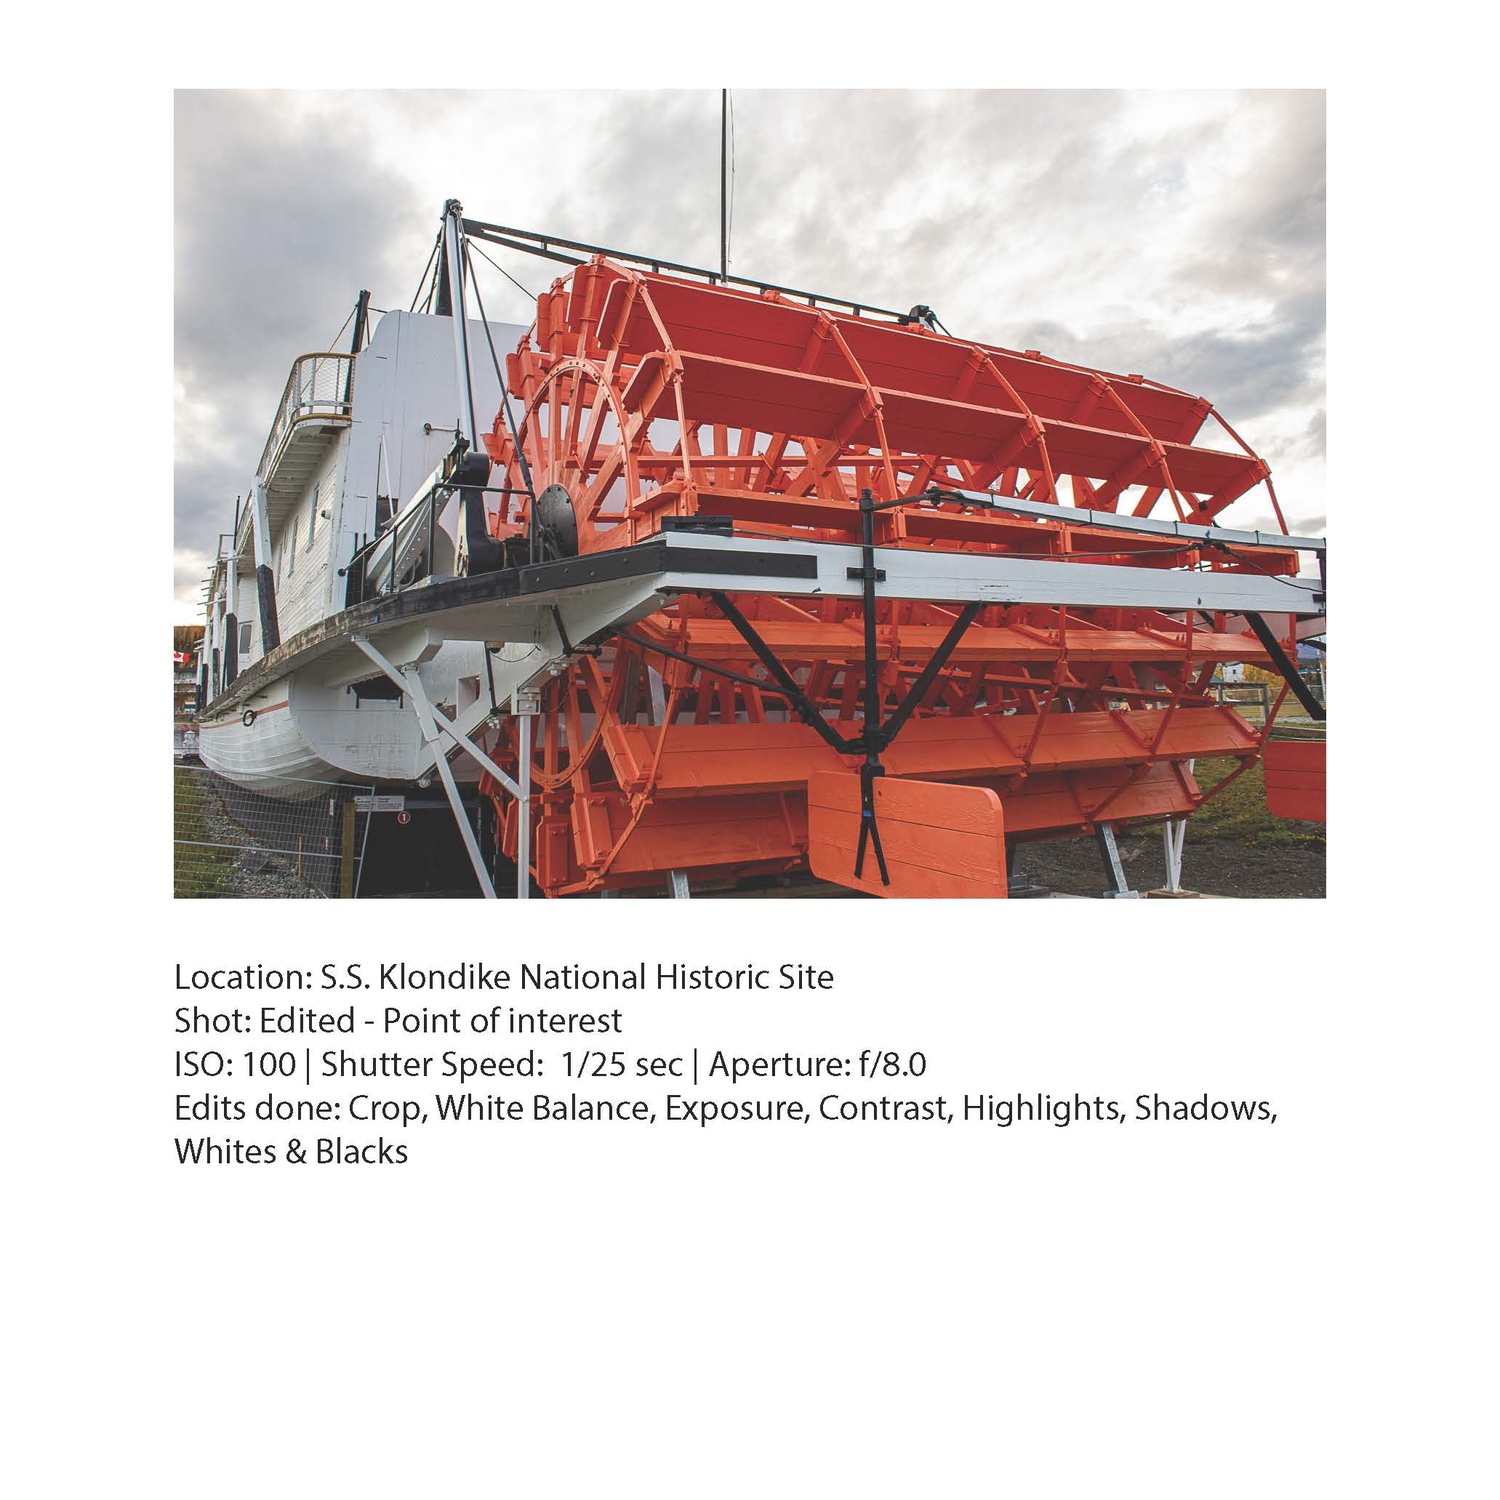 1
Location: S.S. Klondike National Historic Site
Shot: Edited - Point of interest
ISO: 100 | Shutter Speed:  1/25 sec | Aperture: f/8.0
Edits done: Crop, White Balance, Exposure, Contrast, Highlights, Shadows,
Whites & Blacks